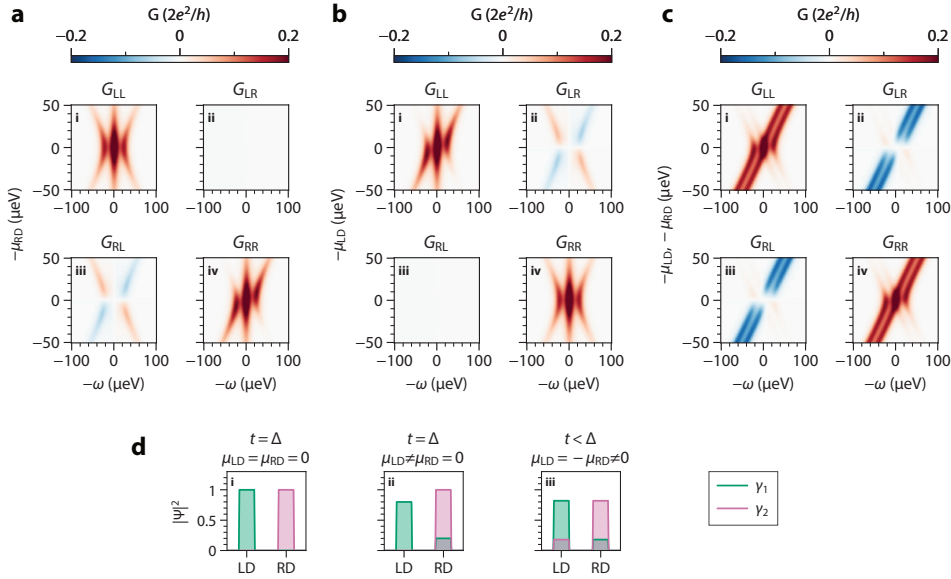 a
G (2e²/h)
−0.2 0 0.2
G_LL G_LR
i ii
50
0
−50
−100 0 100 −100 0 100
−μ_RD (μeV)
G_RL G_RR
iii iv
50
0
−50
−100 0 100 −100 0 100
−ω (μeV)
b
G (2e²/h)
−0.2 0 0.2
G_LL G_LR
i ii
50
0
−50
−100 0 100 −100 0 100
−μ_LD (μeV)
G_RL G_RR
iii iv
50
0
−50
−100 0 100 −100 0 100
−ω (μeV)
c
G (2e²/h)
−0.2 0 0.2
G_LL G_LR
i ii
50
0
−50
−100 0 100 −100 0 100
−μ_LD, −μ_RD (μeV)
G_RL G_RR
iii iv
50
0
−50
−100 0 100 −100 0 100
−ω (μeV)
d
t = Δ
μ_LD = μ_RD = 0
i
1
0.5
0
|Ψ|²
LD RD
t = Δ
μ_LD ≠ μ_RD = 0
ii
LD RD
t < Δ
μ_LD = − μ_RD ≠ 0
iii
LD RD
γ₁
γ₂